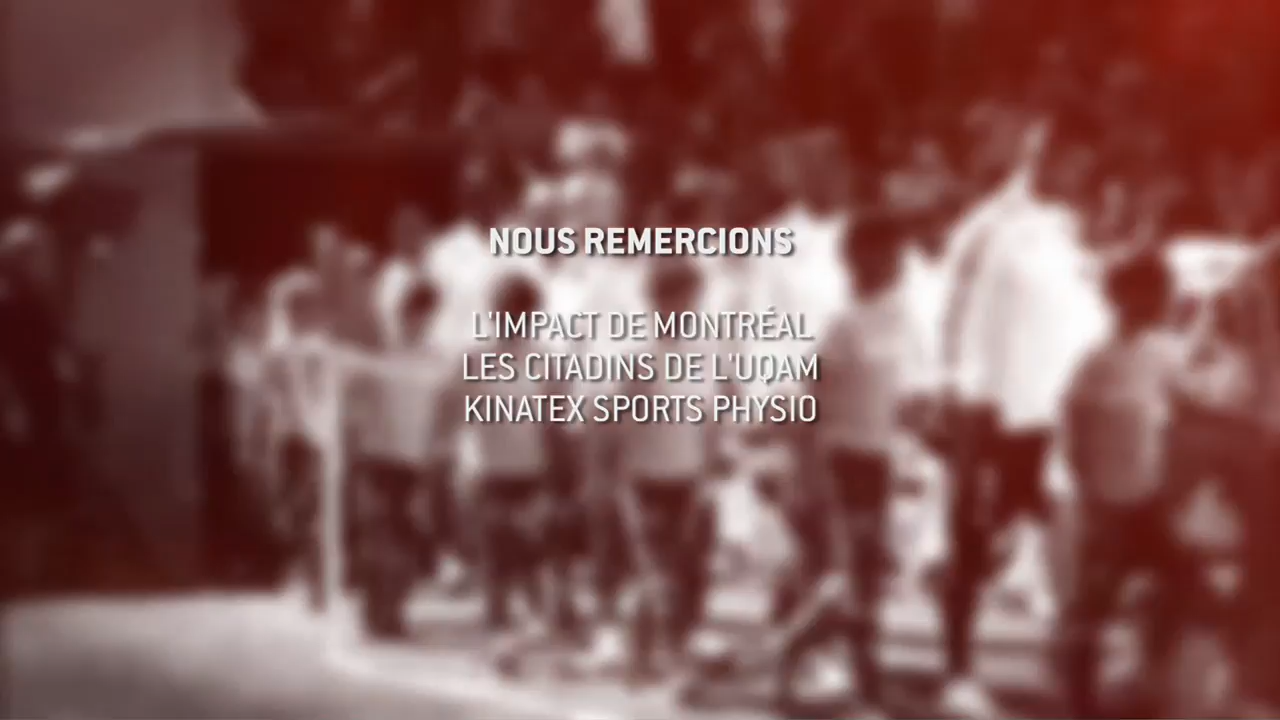 NOUS REMERCIONS
L'IMPACT DE MONTRÉAL
LES CITADINS DE L'UQAM
KINATEX SPORTS PHYSIO